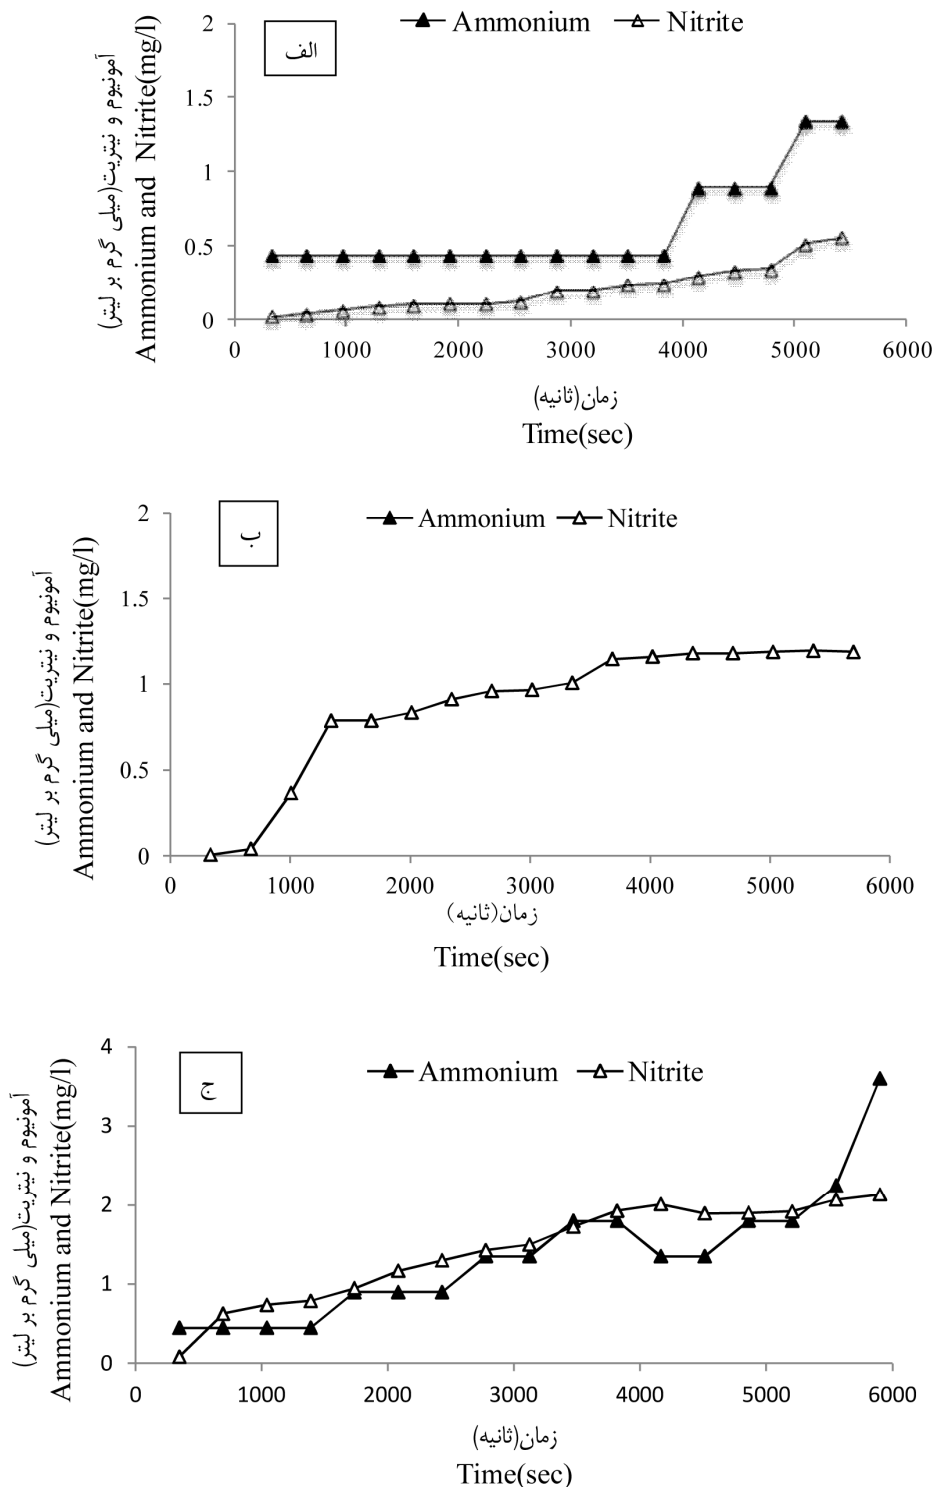 Ammonium Nitrite
الف
آمونیوم و نیتریت(میلی گرم بر لیتر)
Ammonium and Nitrite(mg/l)
2
1.5
1
0.5
0
0 1000 2000 3000 4000 5000 6000
زمان(ثانیه)
Time(sec)
ب
Ammonium Nitrite
آمونیوم و نیتریت(میلی گرم بر لیتر)
Ammonium and Nitrite(mg/l)
2
1.5
1
0.5
0
0 1000 2000 3000 4000 5000 6000
زمان(ثانیه)
Time(sec)
ج
Ammonium Nitrite
آمونیوم و نیتریت(میلی گرم بر لیتر)
Ammonium and Nitrite(mg/l)
4
3
2
1
0
0 1000 2000 3000 4000 5000 6000
زمان(ثانیه)
Time(sec)